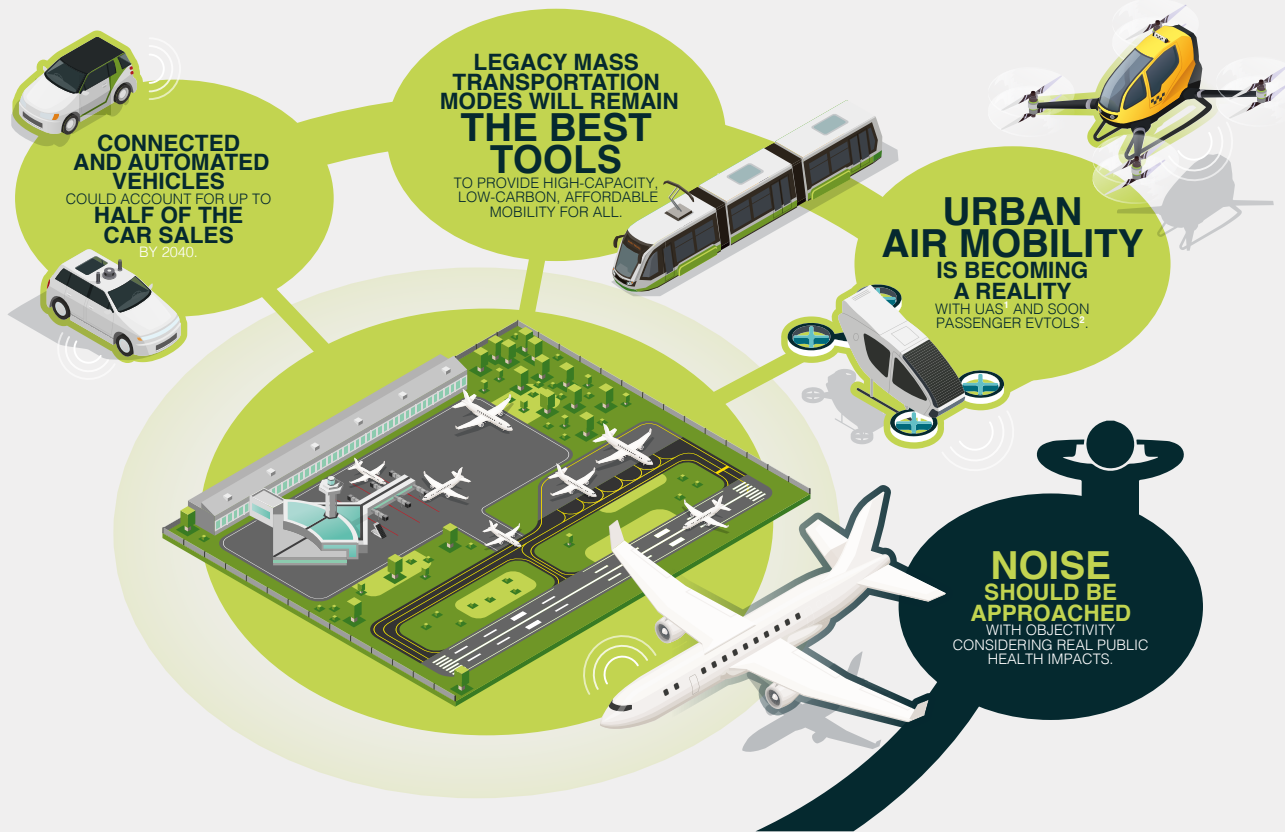 CONNECTED
AND AUTOMATED
VEHICLES
COULD ACCOUNT FOR UP TO
HALF OF THE
CAR SALES
BY 2040.
LEGACY MASS
TRANSPORTATION
MODES WILL REMAIN
THE BEST
TOOLS
TO PROVIDE HIGH-CAPACITY,
LOW-CARBON, AFFORDABLE
MOBILITY FOR ALL.
URBAN
AIR MOBILITY
IS BECOMING
A REALITY
WITH UAS¹ AND SOON
PASSENGER EVTOLS².
NOISE
SHOULD BE
APPROACHED
WITH OBJECTIVITY
CONSIDERING REAL PUBLIC
HEALTH IMPACTS.